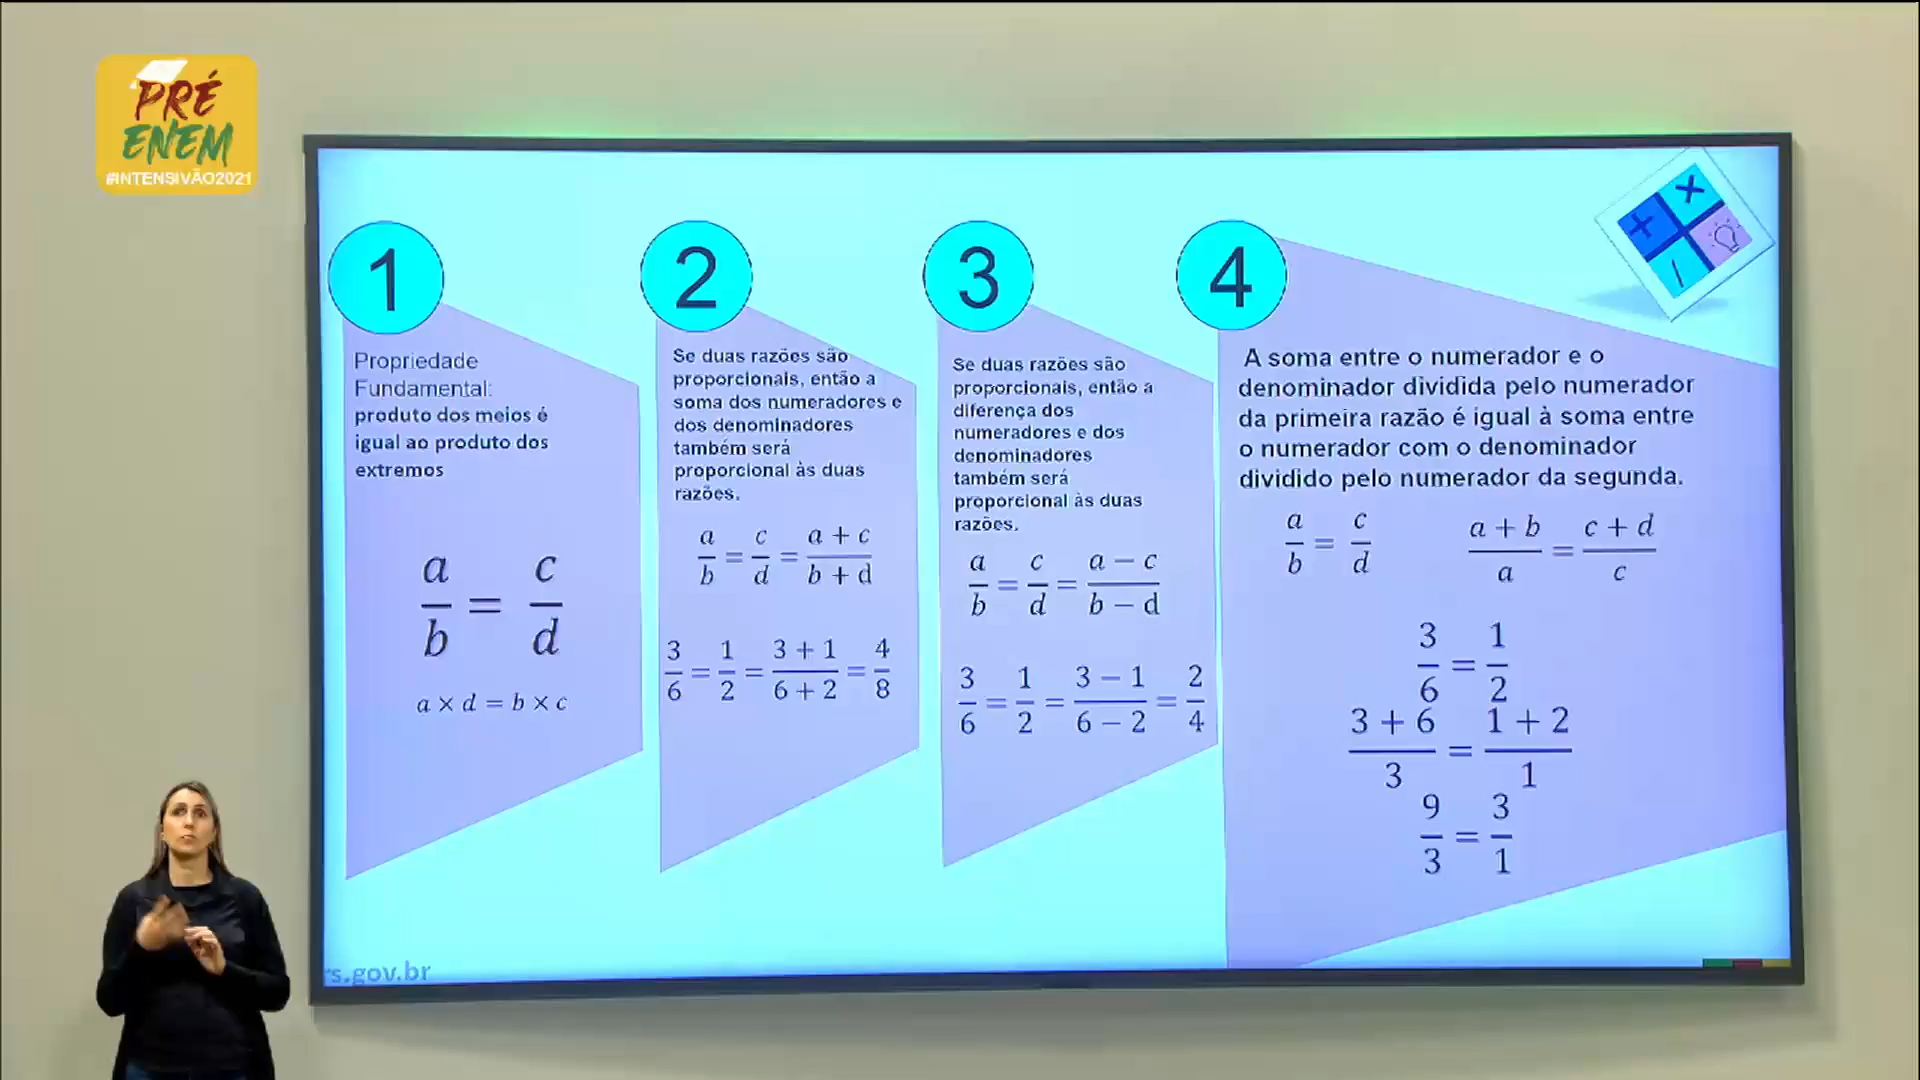 PRÉ
ENEM
#INTENSIVÃO2021
1
Propriedade
Fundamental:
produto dos meios é
igual ao produto dos
extremos
a/b = c/d
a × d = b × c
2
Se duas razões são
proporcionais, então a
soma dos numeradores e
dos denominadores
também será
proporcional às duas
razões.
a/b = c/d = a + c/b + d
3/6 = 1/2 = 3 + 1/6 + 2 = 4/8
3
Se duas razões são
proporcionais, então a
diferença dos
numeradores e dos
denominadores
também será
proporcional às duas
razões.
a/b = c/d = a − c/b − d
3/6 = 1/2 = 3 − 1/6 − 2 = 2/4
4
A soma entre o numerador e o
denominador dividida pelo numerador
da primeira razão é igual à soma entre
o numerador com o denominador
dividido pelo numerador da segunda.
a/b = c/d a + b/a = c + d/c
3/6 = 1/2
3 + 6/3 = 1 + 2/1
9/3 = 3/1
rs.gov.br